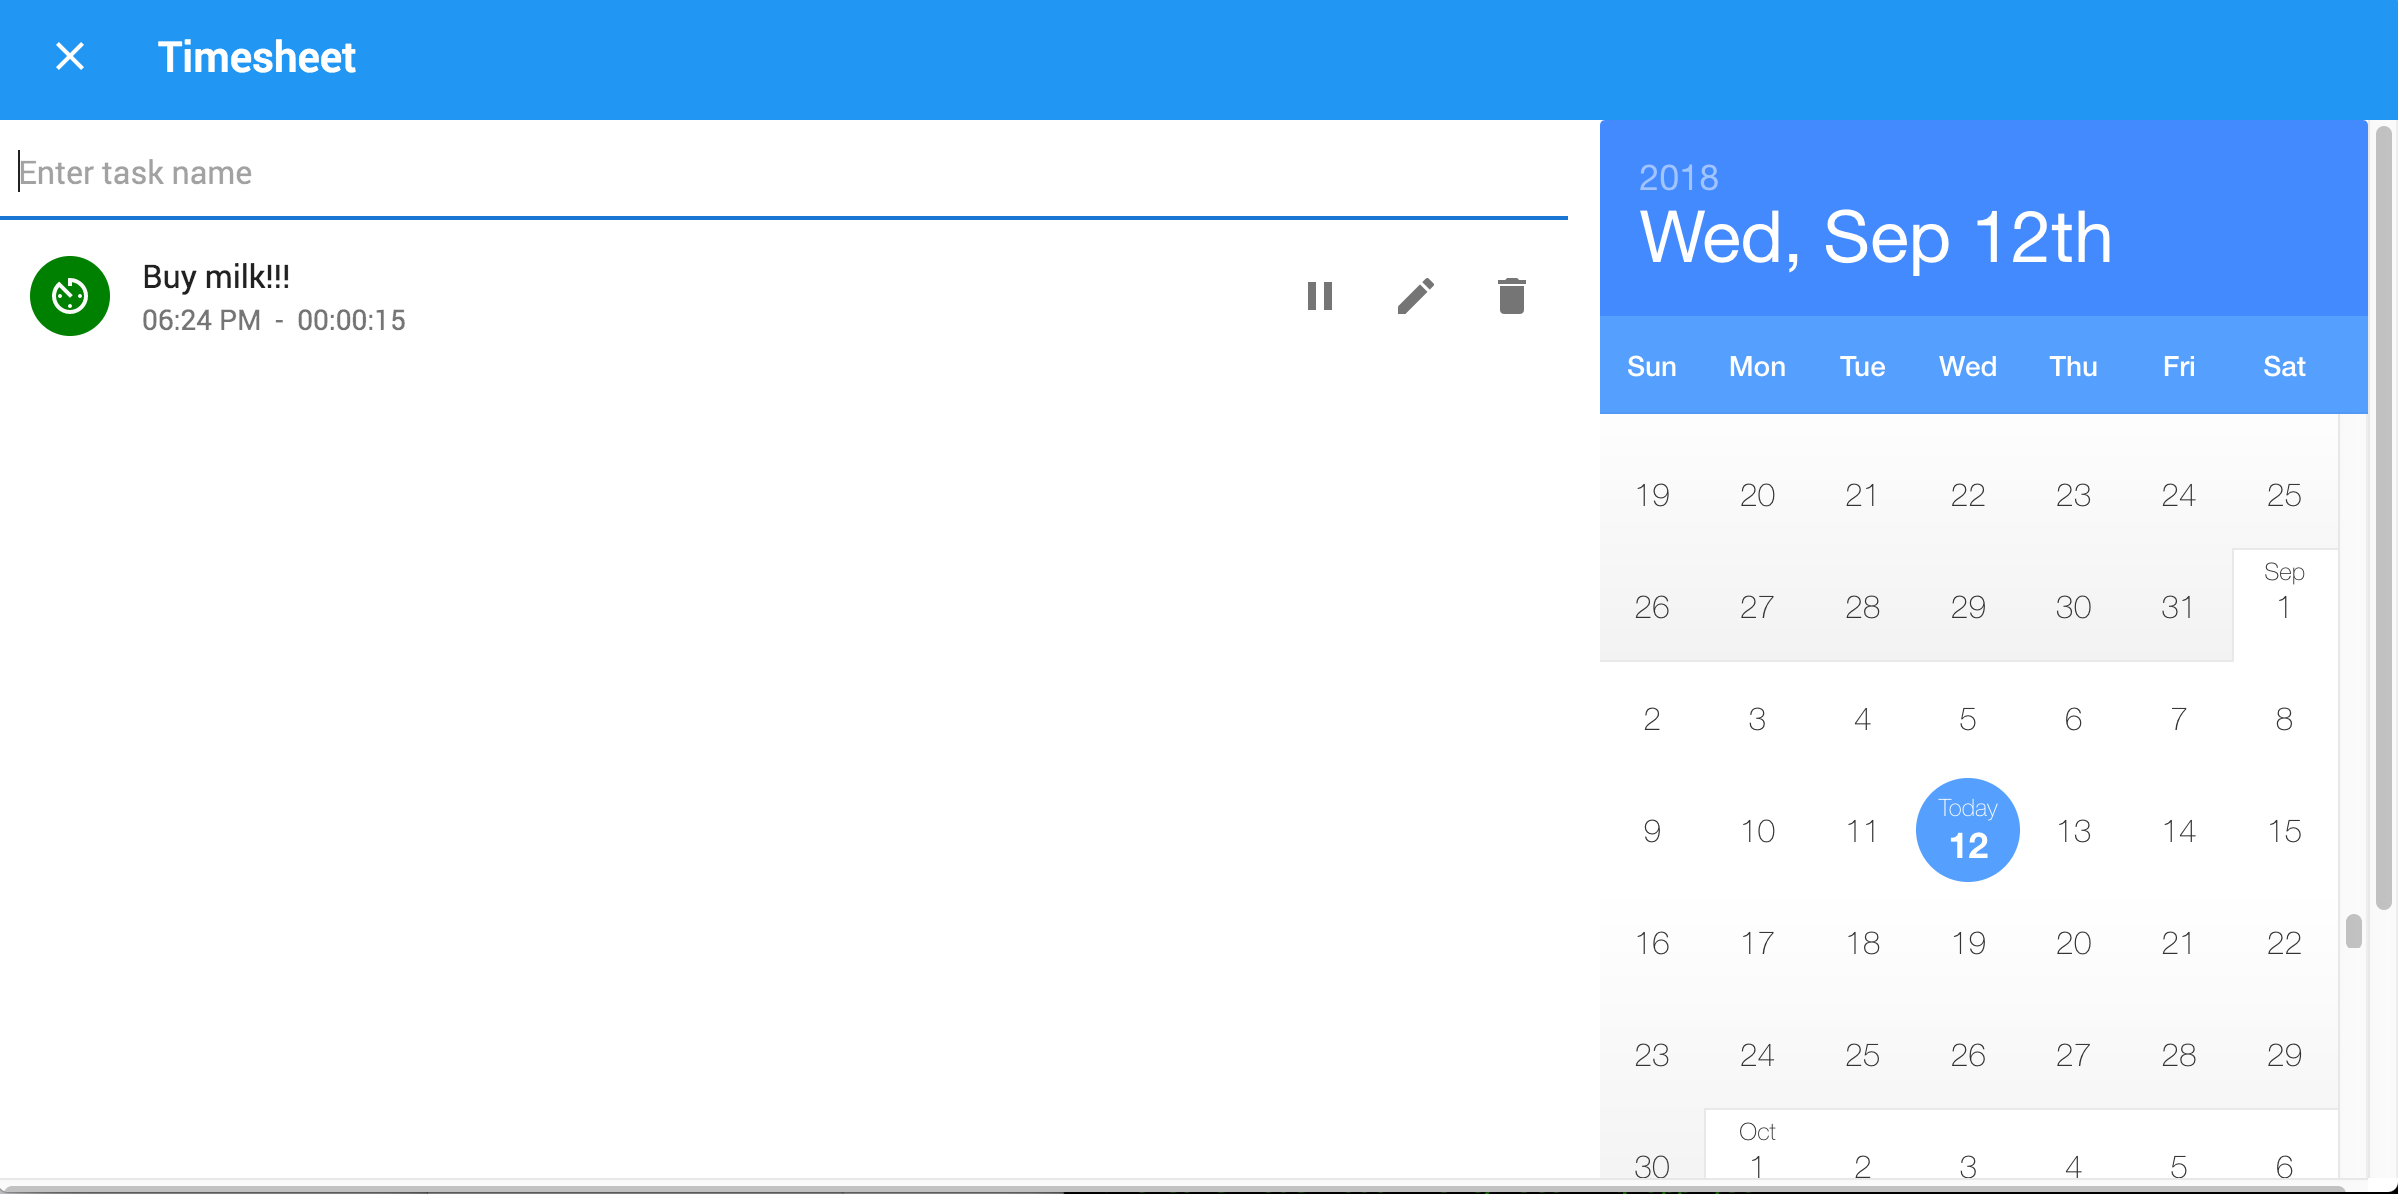 Timesheet
Enter task name
Buy milk!!!
06:24 PM - 00:00:15
2018
Wed, Sep 12th
Sun Mon Tue Wed Thu Fri Sat
19 20 21 22 23 24 25
Sep
26 27 28 29 30 31 1
2 3 4 5 6 7 8
Today
9 10 11 12 13 14 15
16 17 18 19 20 21 22
23 24 25 26 27 28 29
Oct
30 1 2 3 4 5 6